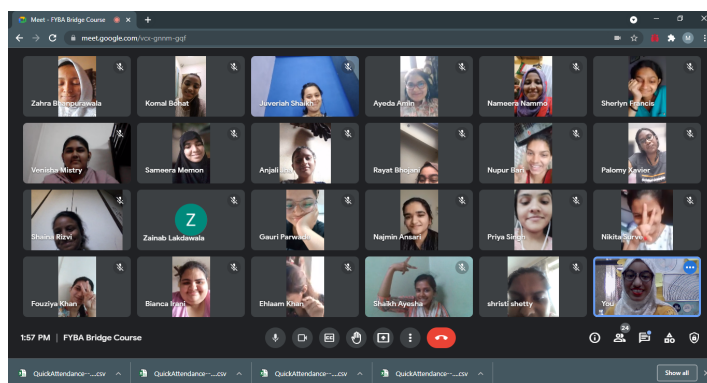 Meet - FYBA Bridge Course
meet.google.com/vcx-gnnm-gqf
Zahra Bhanpurawala
Komal Bohat
Juveriah Shaikh
Ayeda Amin
Nameera Nammo
Sherlyn Francis
Venisha Mistry
Sameera Memon
Anjali
Rayat Bhojani
Nupur Bari
Palomy Xavier
Shaina Rizvi
Z
Zainab Lakdawala
Gauri Parwadi
Najmin Ansari
Priya Singh
Nikita Surve
Fouziya Khan
Bianca Irani
Ehlaam Khan
Shaikh Ayesha
shristi shetty
You
1:57 PM | FYBA Bridge Course
24
QuickAttendance--....csv
QuickAttendance--....csv
QuickAttendance--....csv
QuickAttendance--....csv
Show all